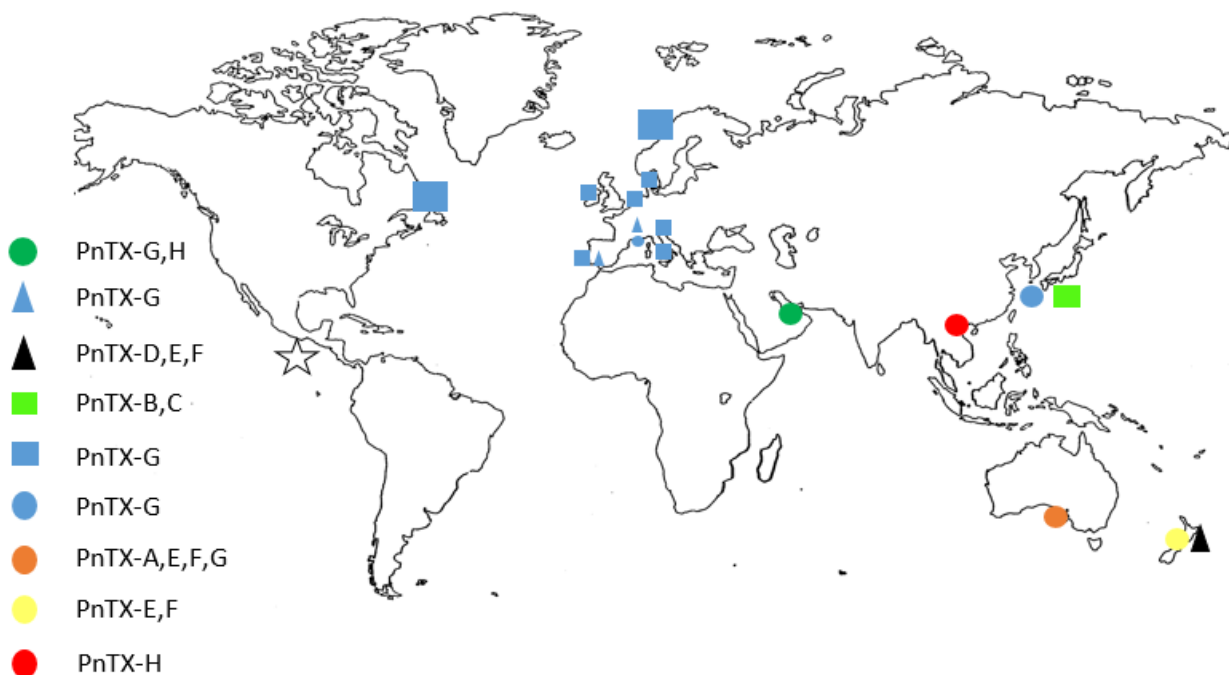 PnTX-G,H
PnTX-G
PnTX-D,E,F
PnTX-B,C
PnTX-G
PnTX-G
PnTX-A,E,F,G
PnTX-E,F
PnTX-H